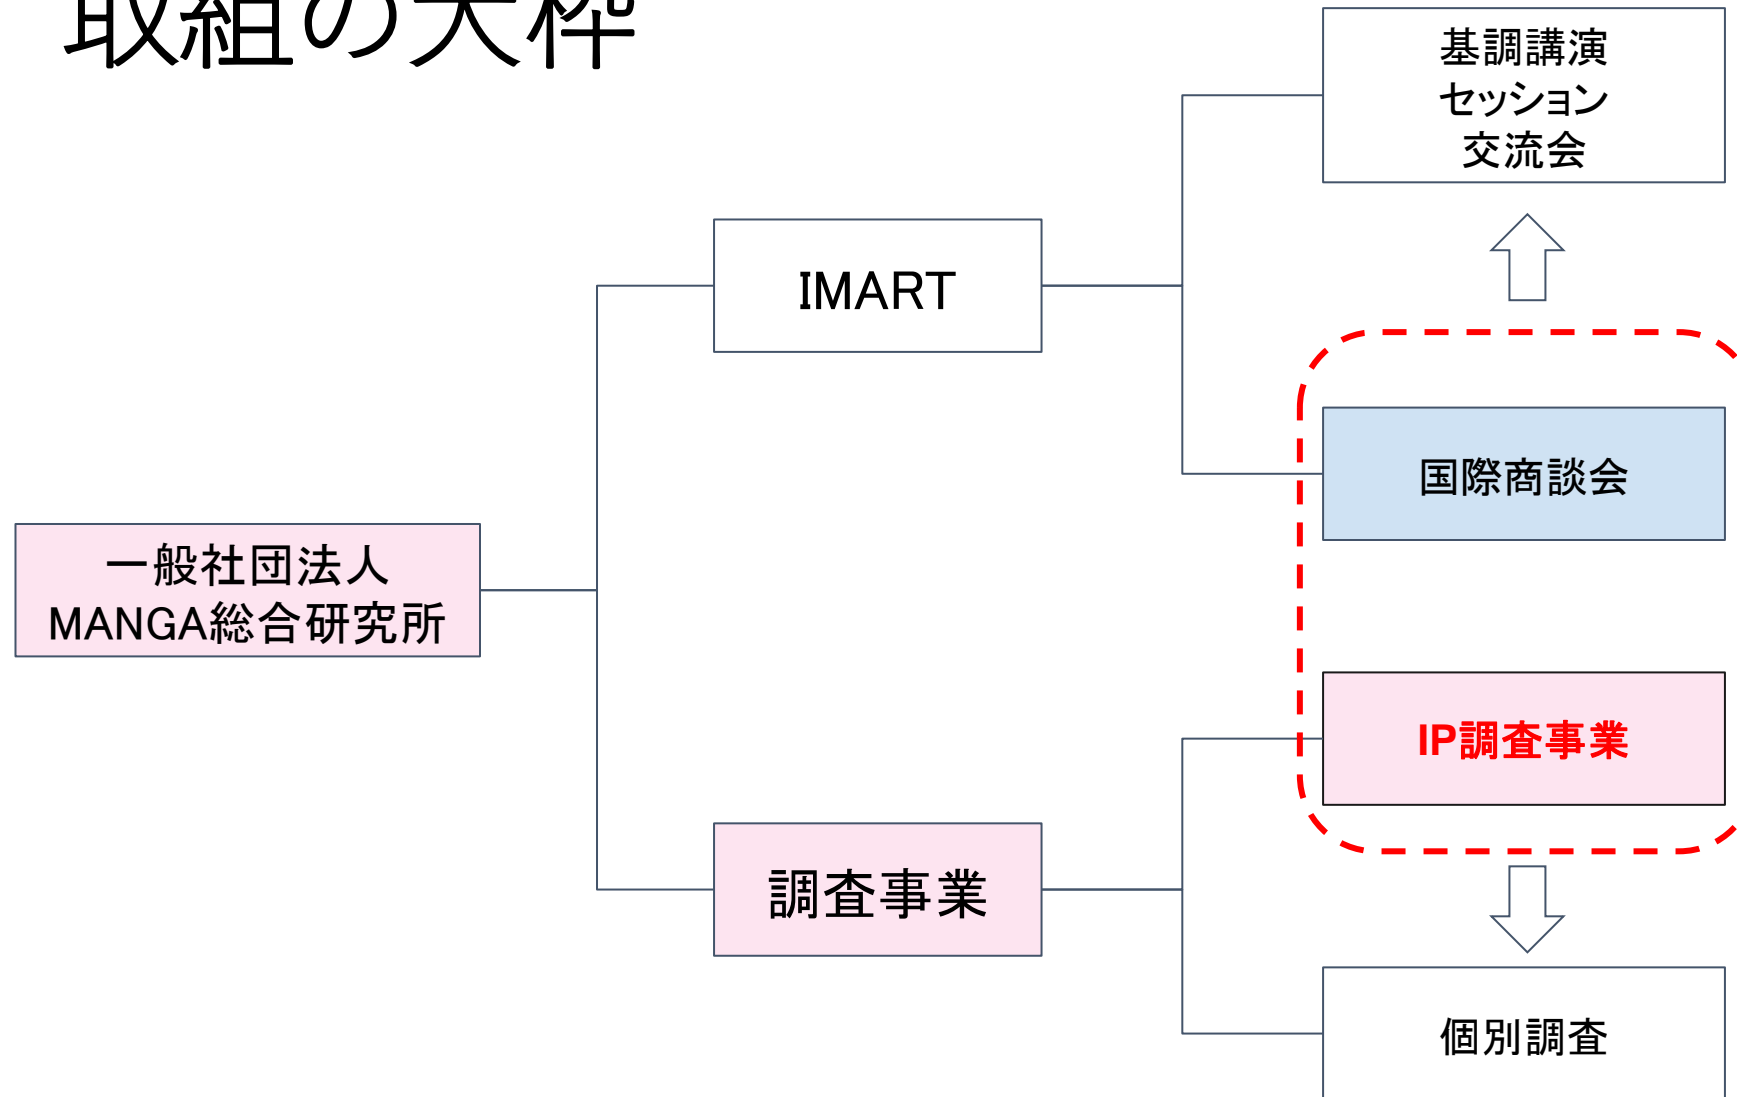 取組の大枠
基調講演
セッション
交流会
IMART
国際商談会
一般社団法人
MANGA総合研究所
IP調査事業
調査事業
個別調査